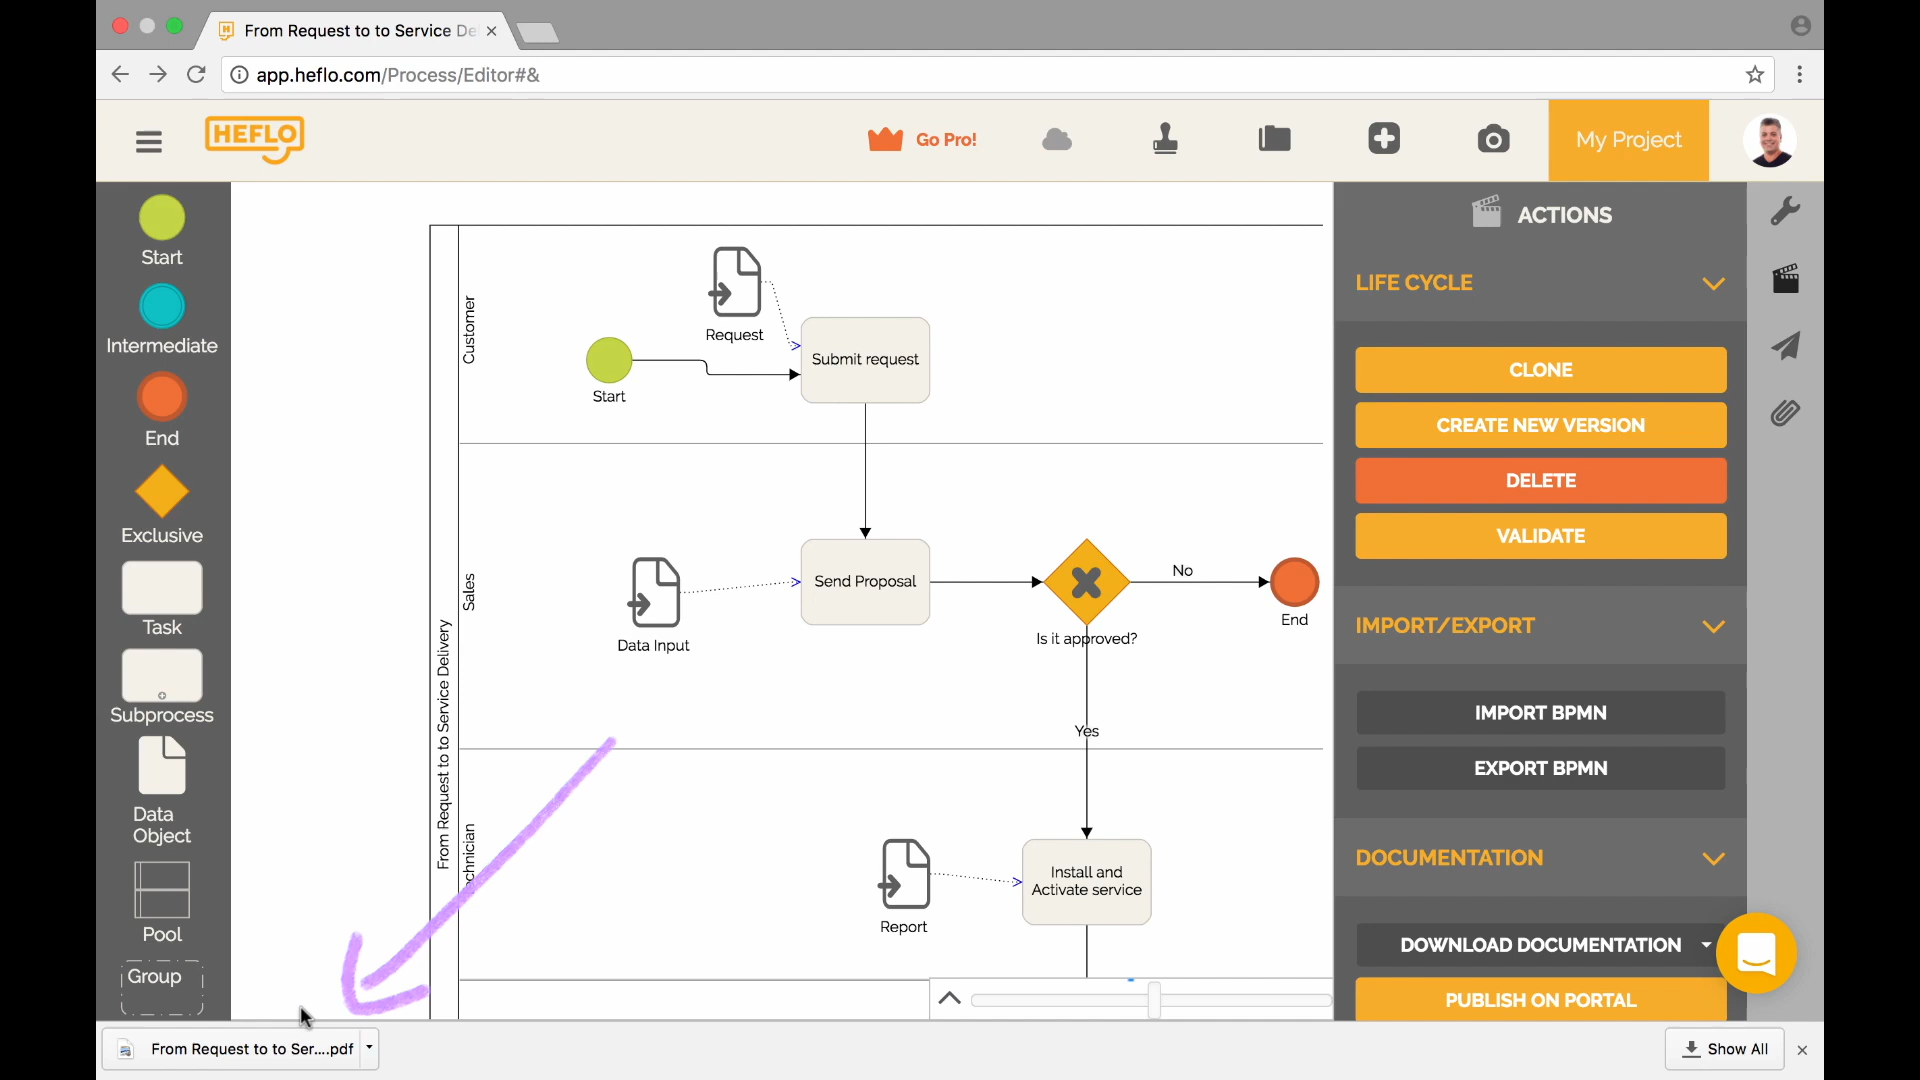 From Request to to Service De
app.heflo.com/Process/Editor#&
HEFLO
Go Pro!
My Project
Start
Intermediate
End
Exclusive
Task
Subprocess
Data
Object
Pool
Group
From Request to to Service Delivery
Customer
Request
Start
Submit request
Sales
Data Input
Send Proposal
Is it approved?
No
End
Yes
echnician
Report
Install and
Activate service
ACTIONS
LIFE CYCLE
CLONE
CREATE NEW VERSION
DELETE
VALIDATE
IMPORT/EXPORT
IMPORT BPMN
EXPORT BPMN
DOCUMENTATION
DOWNLOAD DOCUMENTATION
PUBLISH ON PORTAL
From Request to to Ser....pdf
Show All